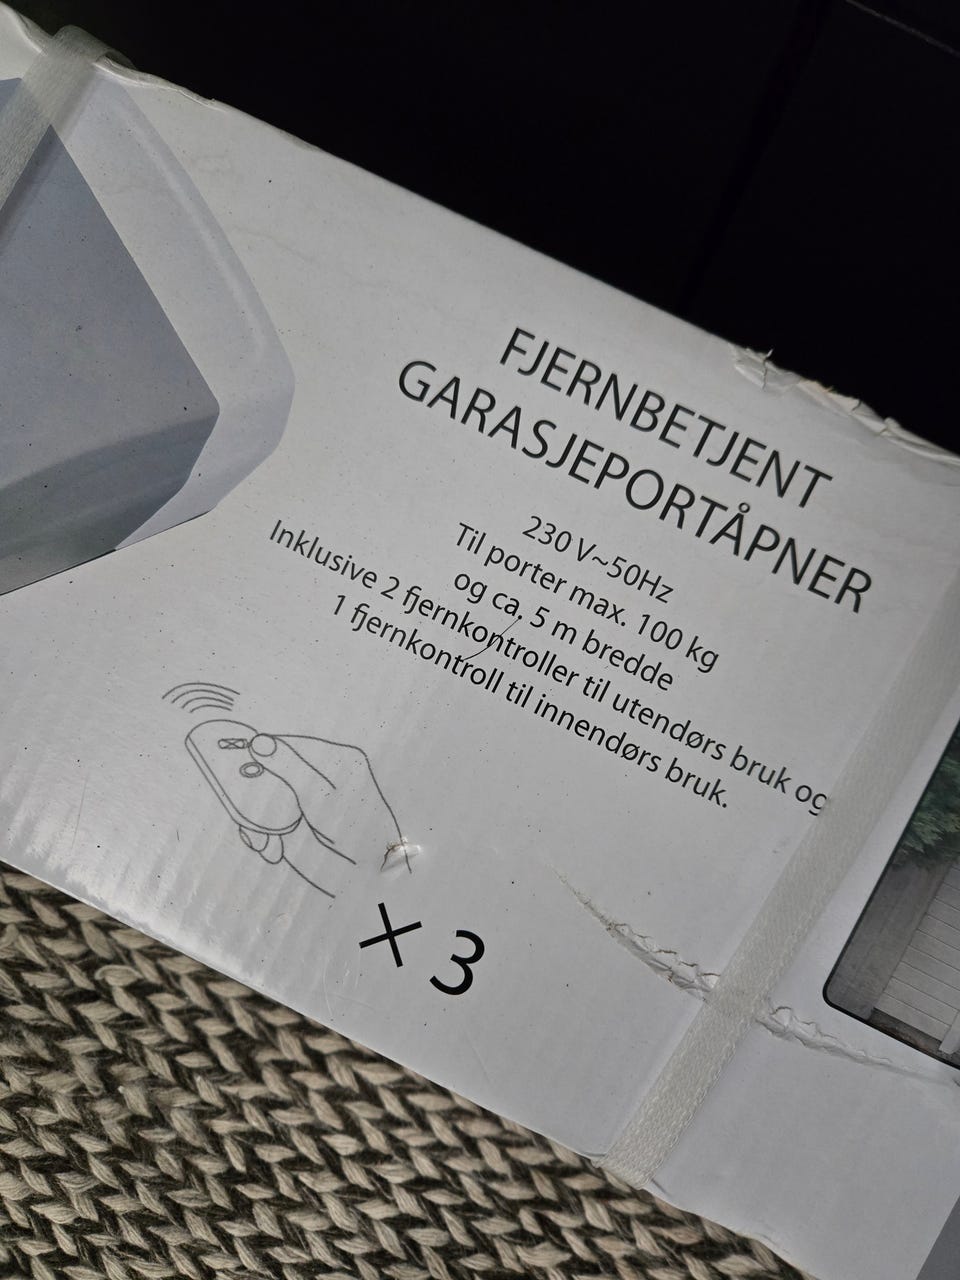 FJERNBETJENT
GARASJEPORTÅPNER
230 V~50Hz
Til porter max. 100 kg
og ca. 5 m bredde
Inklusive 2 fjernkontroller til utendørs bruk og
1 fjernkontroll til innendørs bruk.
X 3